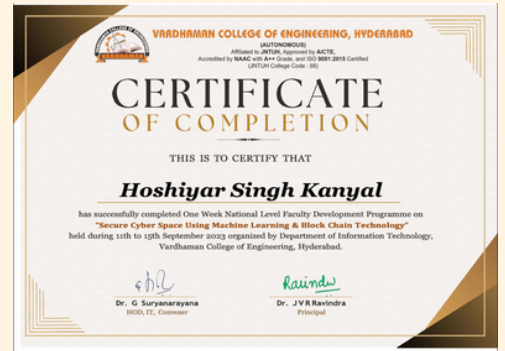 VARDHAMAN COLLEGE OF ENGINEERING, HYDERABAD
(AUTONOMOUS)
Affiliated to JNTUH, Approved by AICTE,
Accredited by NAAC with A++ Grade, and ISO 9001:2015 Certified
(JNTUH College Code : 88)
VARDHAMAN
CERTIFICATE
OF COMPLETION
THIS IS TO CERTIFY THAT
Hoshiyar Singh Kanyal
has successfully completed One Week National Level Faculty Development Programme on
"Secure Cyber Space Using Machine Learning & Block Chain Technology"
held during 11th to 15th September 2023 organized by Department of Information Technology,
Vardhaman College of Engineering, Hyderabad.
Ravinder
Dr. G Suryanarayana
HOD, IT, Convener
Dr. J V R Ravindra
Principal